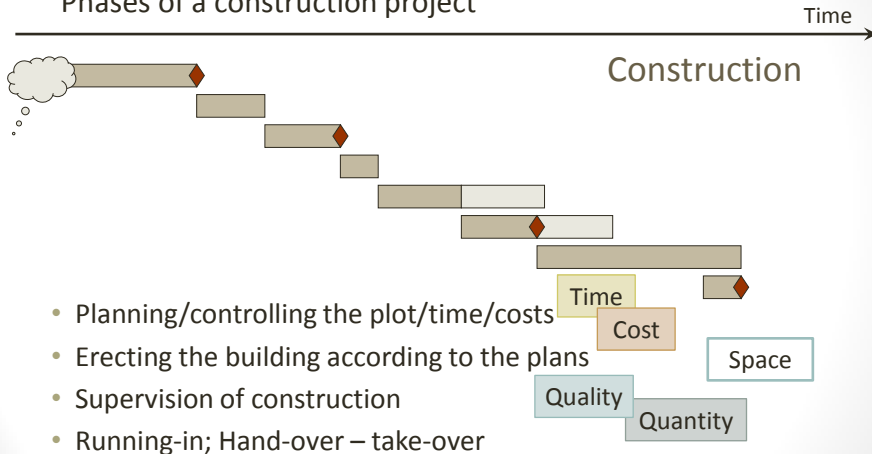 Phases of a construction project
Time
Construction
• Planning/controlling the plot/time/costs
• Erecting the building according to the plans
• Supervision of construction
• Running-in; Hand-over – take-over
Time
Cost
Space
Quality
Quantity